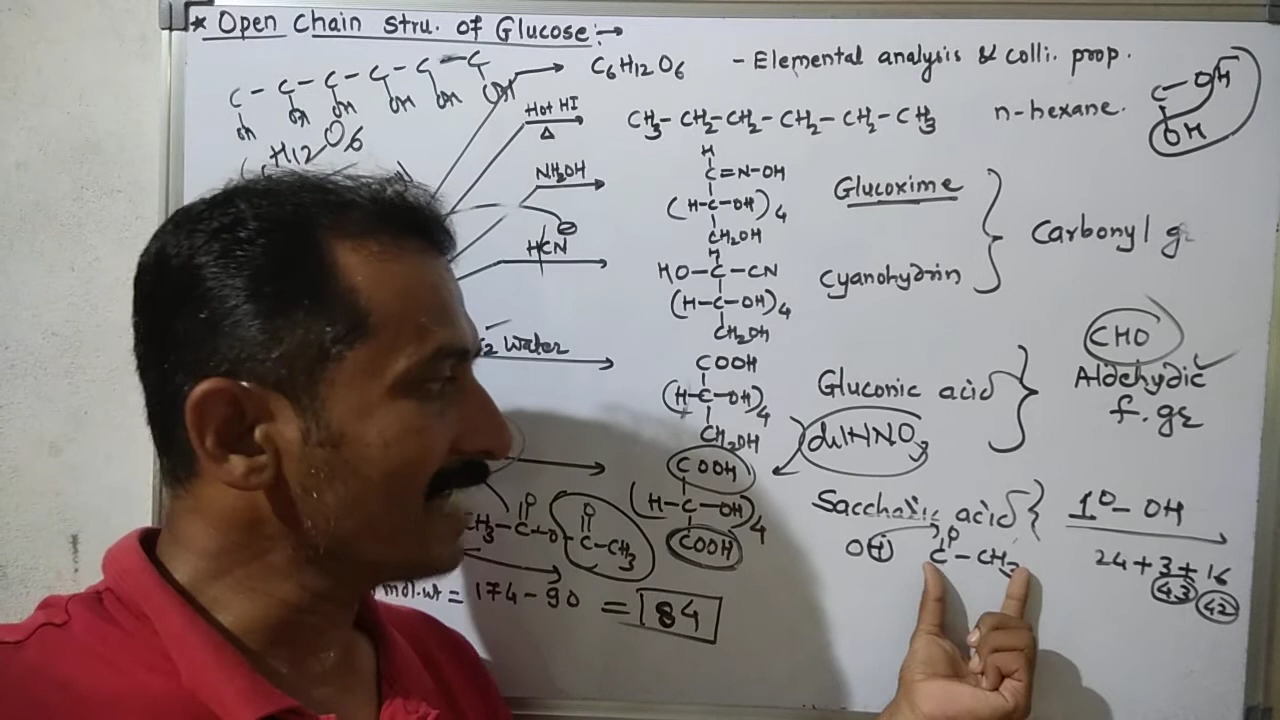 * Open Chain Stru. of Glucose :→
C - C - C - C - C - C
OH OH OH OH OH OH
C6H12O6 - Elemental analysis & colli. prop.
C - OH
OH
Hot HI
Δ
CH3-CH2-CH2-CH2-CH2-CH3 n-hexane.
H12O6
NH2OH
H
C=N-OH
(H-C-OH)4
CH2OH
Glucoxime
Carbonyl g
HCN
H
HO-C-CN
(H-C-OH)4
CH2OH
Cyanohydrin
2 water
COOH
(H-C-OH)4
CH2OH
Gluconic acid
CHO
Aldehydic
f. gr
dil HNO3
COOH
(H-C-OH)4
COOH
Saccharic acid
1° - OH
CH3-C-O-C-CH3
OH C-CH3
24+3+16
43 42
mol.wt = 174-90 = 84